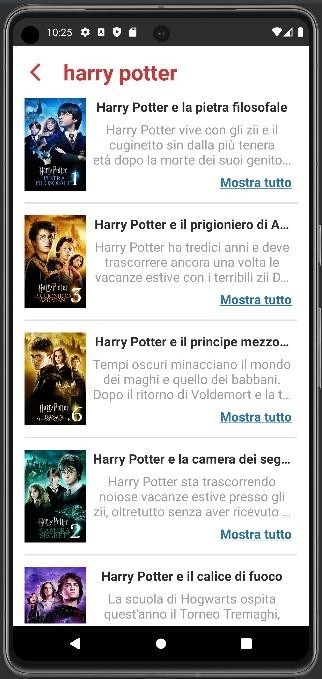 10:25
harry potter
Harry Potter e la pietra filosofale
Harry Potter vive con gli zii e il
cuginetto sin dalla più tenera
età dopo la morte dei suoi genito...
Mostra tutto
Harry Potter e il prigioniero di A...
Harry Potter ha tredici anni e deve
trascorrere ancora una volta le
vacanze estive con i terribili zii D...
Mostra tutto
3
Harry Potter e il principe mezzo...
Tempi oscuri minacciano il mondo
dei maghi e quello dei babbani.
Dopo il ritorno di Voldemort e la t...
Mostra tutto
6
Harry Potter e la camera dei seg...
Harry Potter sta trascorrendo
noiose vacanze estive presso gli
zii, oltretutto senza aver ricevuto ...
Mostra tutto
2
Harry Potter e il calice di fuoco
La scuola di Hogwarts ospita
quest'anno il Torneo Tremaghi,